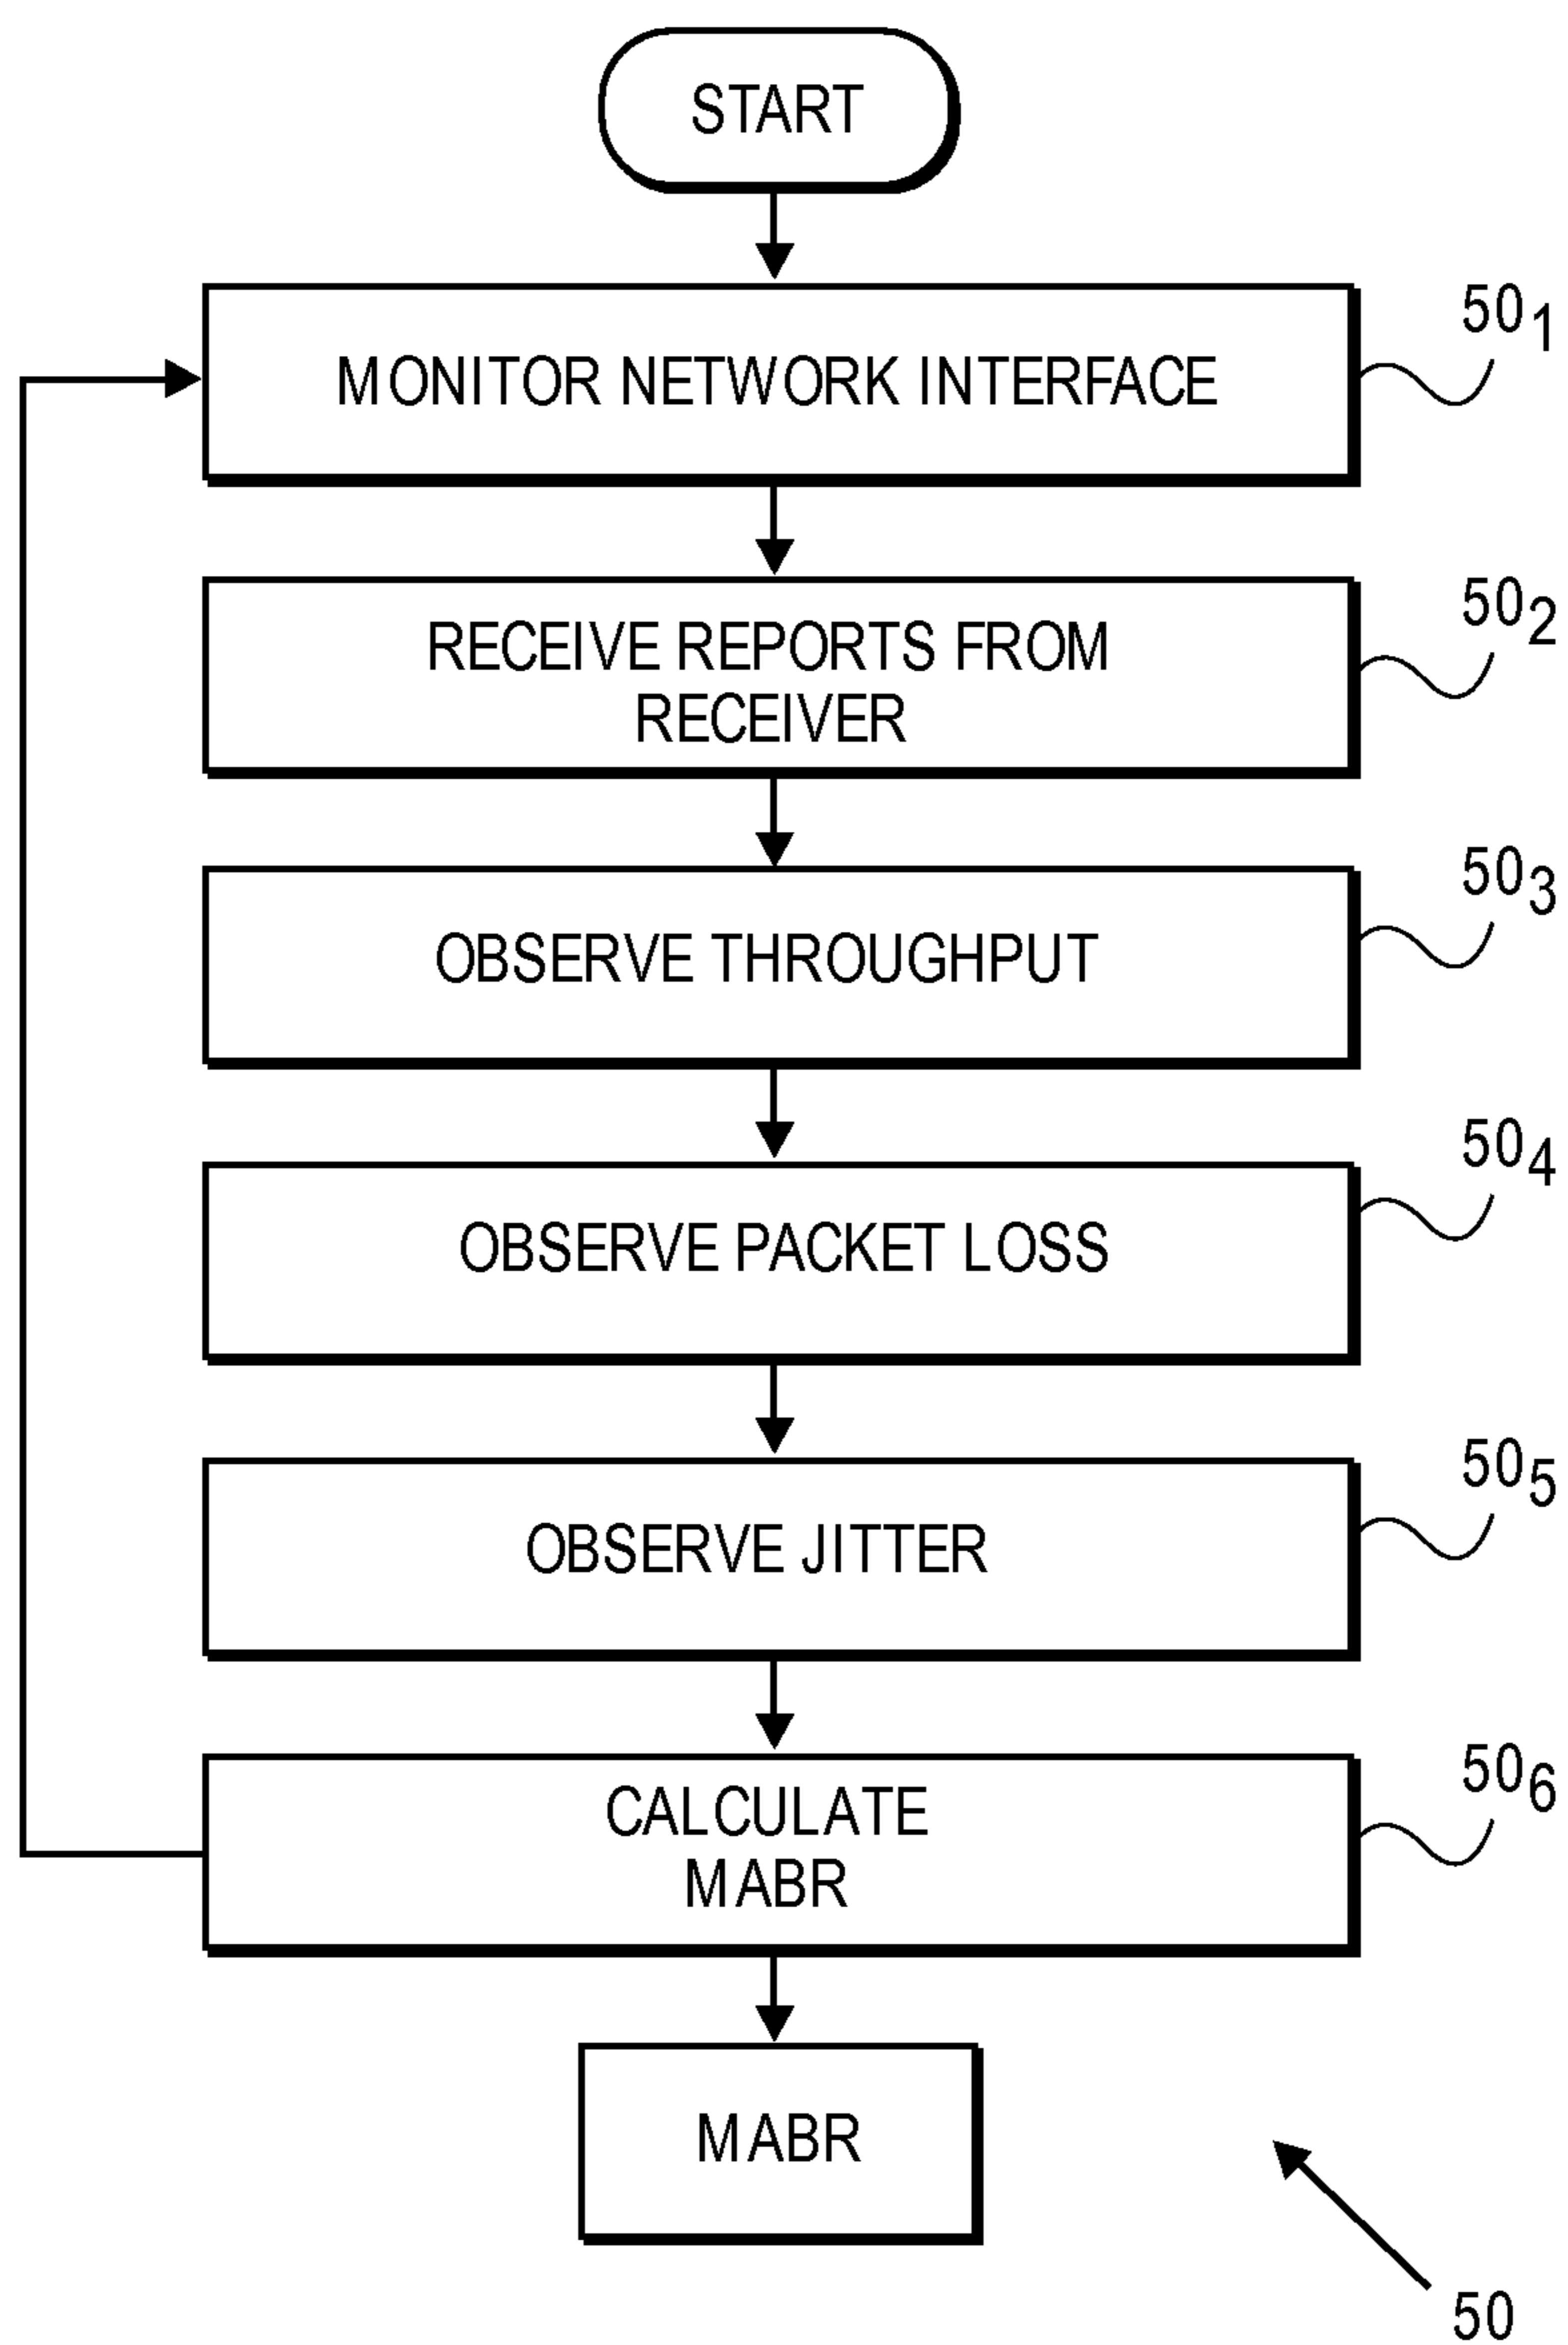 START
MONITOR NETWORK INTERFACE
50₁
RECEIVE REPORTS FROM
RECEIVER
50₂
OBSERVE THROUGHPUT
50₃
OBSERVE PACKET LOSS
50₄
OBSERVE JITTER
50₅
CALCULATE
MABR
50₆
MABR
50